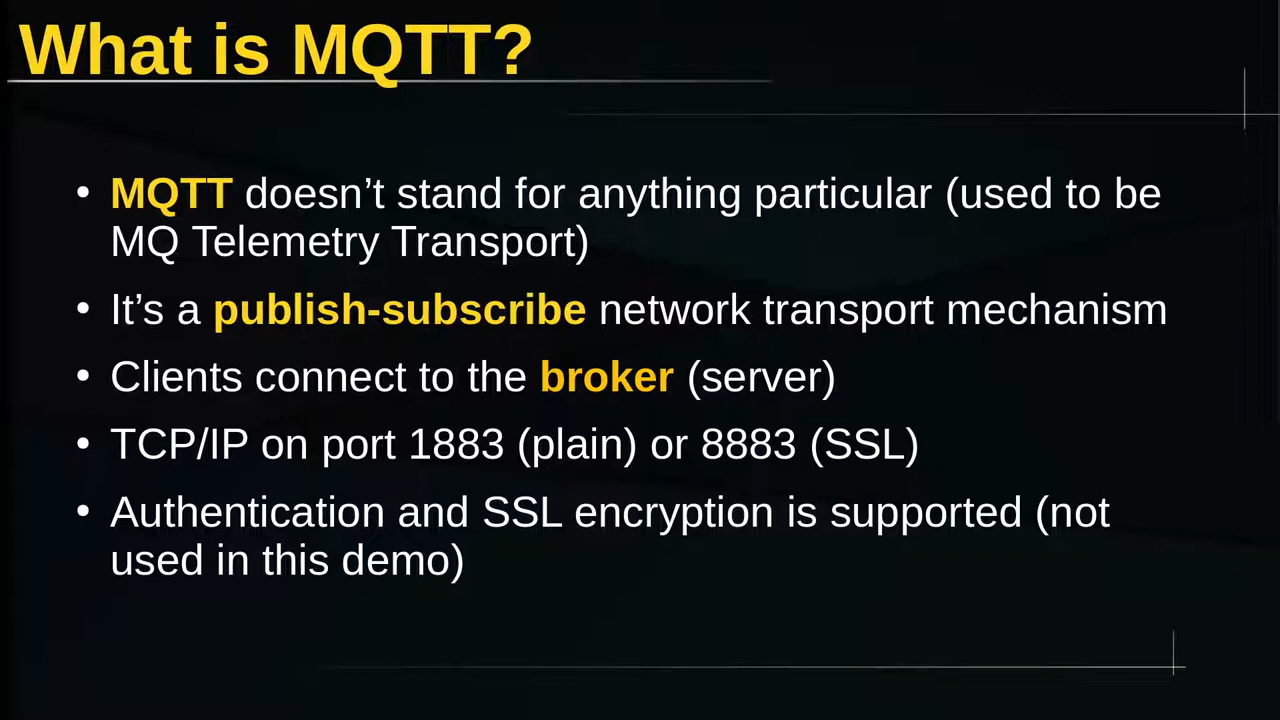 What is MQTT?
• MQTT doesn’t stand for anything particular (used to be
MQ Telemetry Transport)
• It’s a publish-subscribe network transport mechanism
• Clients connect to the broker (server)
• TCP/IP on port 1883 (plain) or 8883 (SSL)
• Authentication and SSL encryption is supported (not
used in this demo)